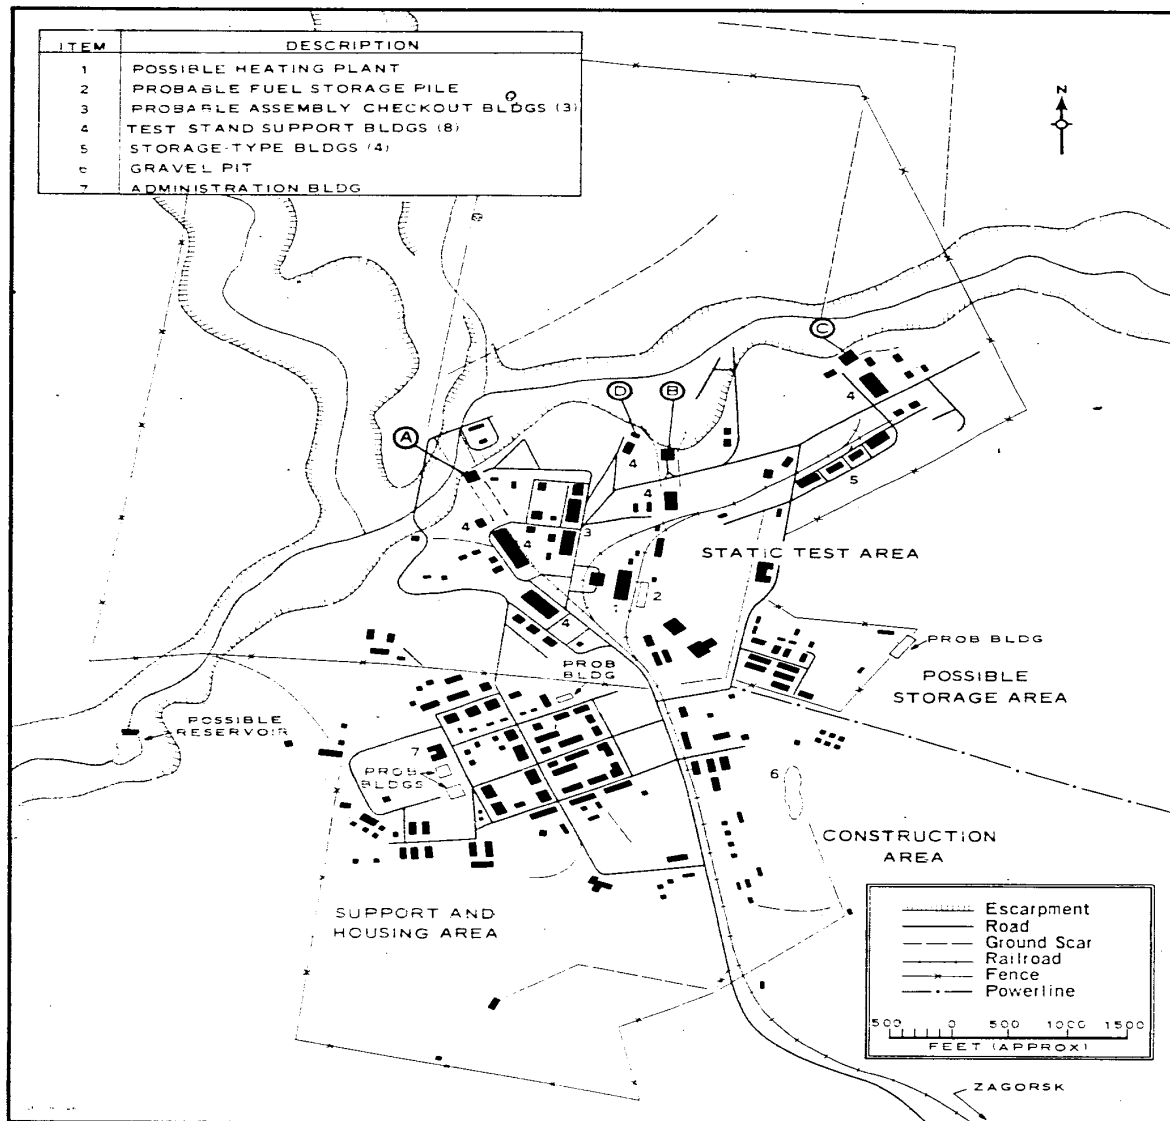 ITEM DESCRIPTION
1 POSSIBLE HEATING PLANT
2 PROBABLE FUEL STORAGE PILE
3 PROBABLE ASSEMBLY CHECKOUT BLDGS (3)
4 TEST STAND SUPPORT BLDGS (8)
5 STORAGE-TYPE BLDGS (4)
6 GRAVEL PIT
7 ADMINISTRATION BLDG
N
C
D
B
A
4
4
4
5
4
4
3
STATIC TEST AREA
1
2
4
PROB BLDG
PROB
BLDG
POSSIBLE
STORAGE AREA
POSSIBLE
RESERVOIR
7
PROB
BLDGS
6
CONSTRUCTION
AREA
SUPPORT AND
HOUSING AREA
Escarpment
Road
Ground Scar
Railroad
Fence
Powerline
500 0 500 1000 1500
FEET (APPROX)
ZAGORSK